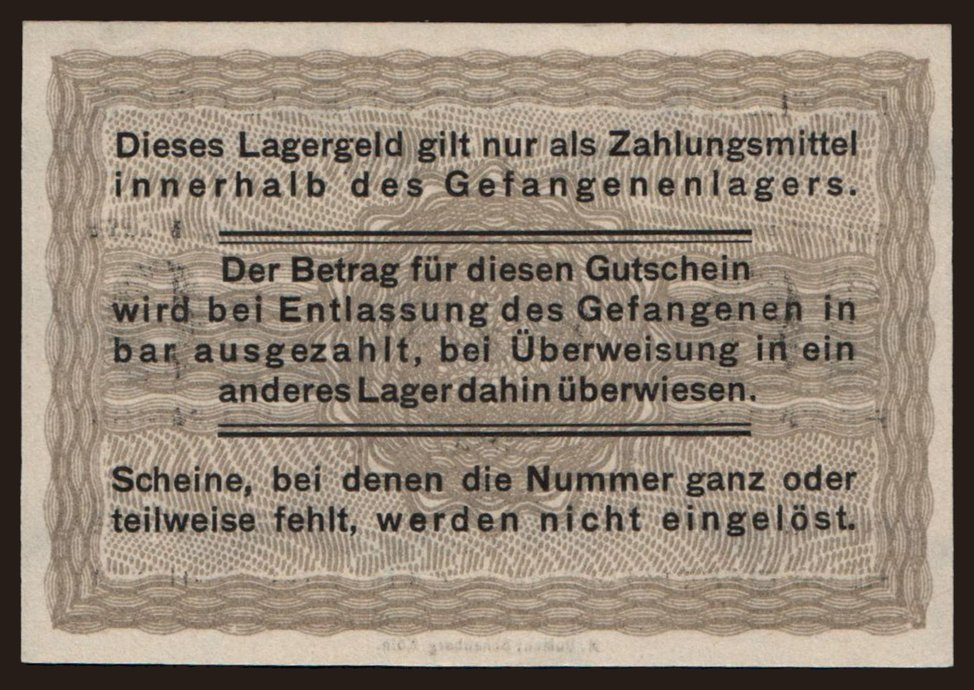 Dieses Lagergeld gilt nur als Zahlungsmittel
innerhalb des Gefangenenlagers.
Der Betrag für diesen Gutschein
wird bei Entlassung des Gefangenen in
bar ausgezahlt, bei Überweisung in ein
anderes Lager dahin überwiesen.
Scheine, bei denen die Nummer ganz oder
teilweise fehlt, werden nicht eingelöst.